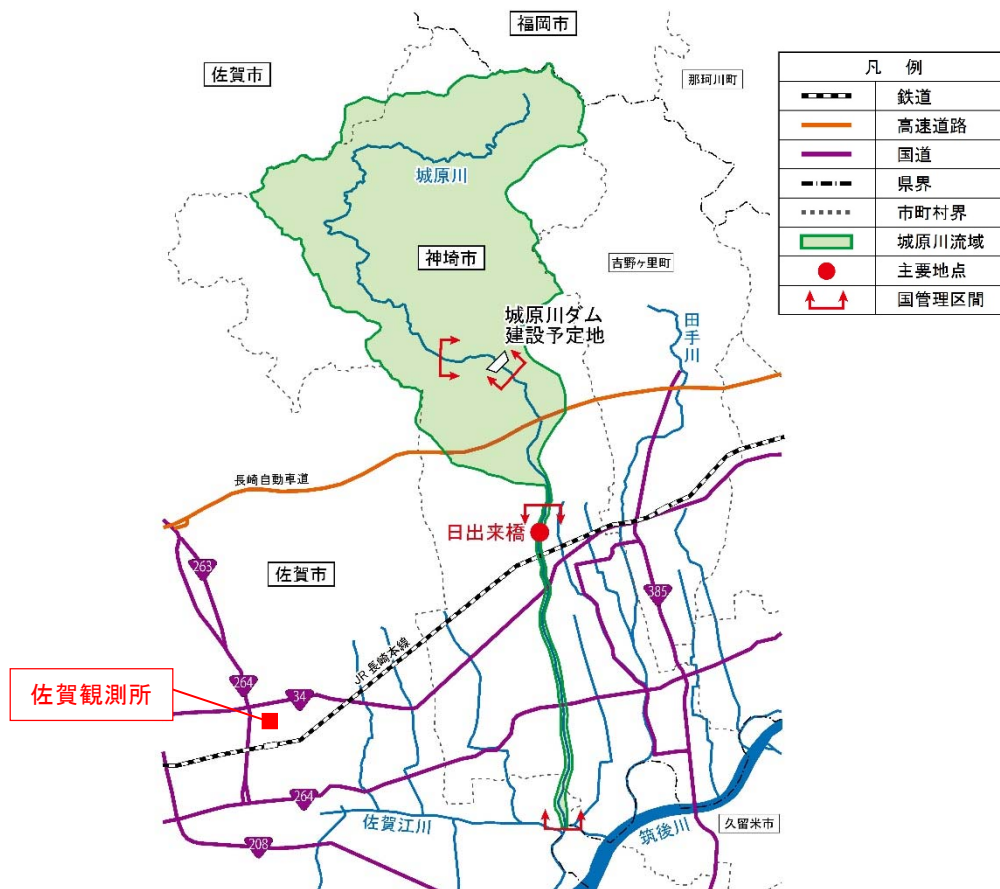 福岡市
佐賀市
那珂川町
凡 例
鉄道
高速道路
国道
県界
市町村界
城原川流域
主要地点
国管理区間
城原川
神埼市
吉野ヶ里町
城原川ダム
建設予定地
田手川
長崎自動車道
日出来橋
佐賀市
263
385
JR長崎本線
佐賀観測所
264
34
264
佐賀江川
208
筑後川
久留米市